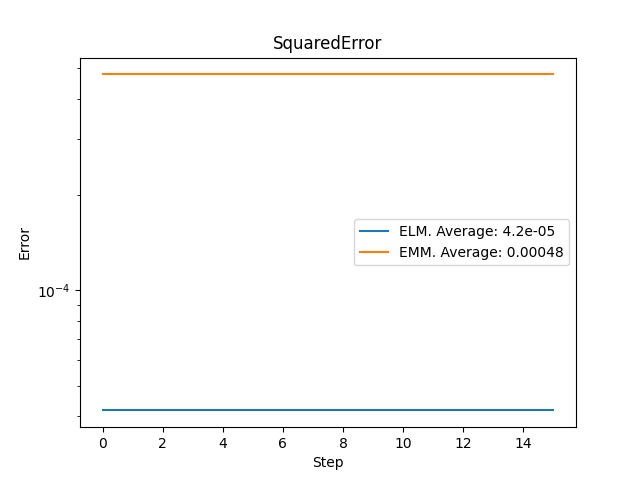 SquaredError
Error
10⁻⁴
ELM. Average: 4.2e-05
EMM. Average: 0.00048
0 2 4 6 8 10 12 14
Step